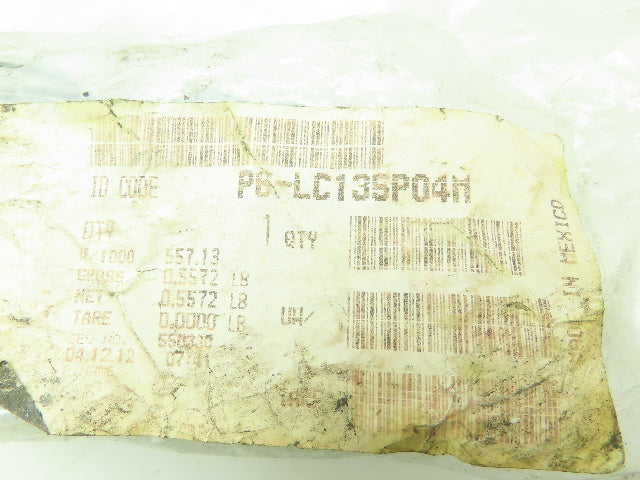 ID CODE PB-LC135P04M
QTY 1 QTY
W/1000 557.13
GROSS 0.5572 LB
NET 0.5572 LB
TARE 0.0000 LB
UW/
SEQ NO.
09.12.12
IN MEXICO